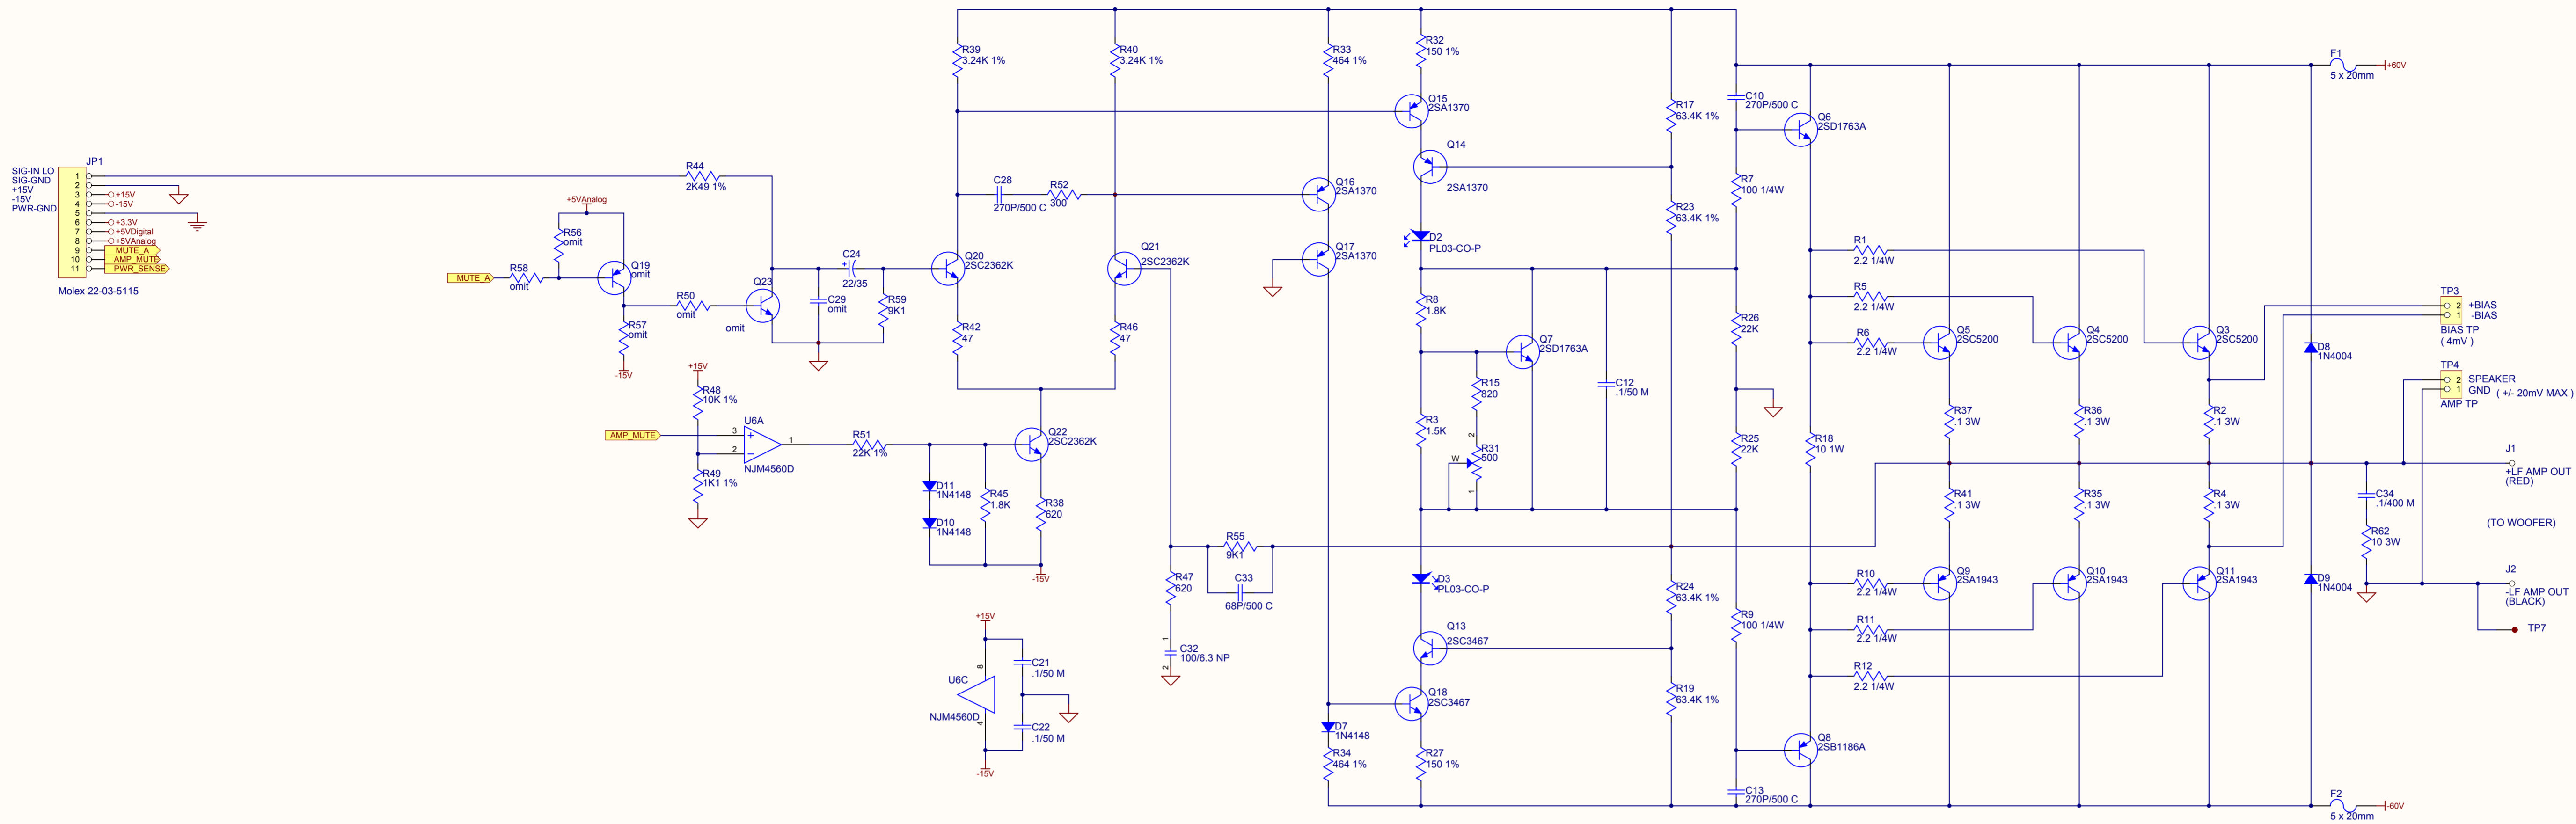 JP1
SIG-IN LO
SIG-GND
+15V
-15V
PWR-GND
1
2
3
4
5
6
7
8
9
10
11
+15V
-15V
+3.3V
+5VDigital
+5VAnalog
MUTE_A
AMP_MUTE
PWR_SENSE
Molex 22-03-5115
R44
2K49 1%
+5VAnalog
R56
omit
MUTE_A
R58
omit
Q19
omit
R57
omit
-15V
R50
omit
Q23
omit
C29
omit
C24
+
22/35
R59
9K1
+15V
R48
10K 1%
AMP_MUTE
R49
1K1 1%
U6A
3
2
1
NJM4560D
R51
22K 1%
D11
1N4148
D10
1N4148
R45
1.8K
Q22
2SC2362K
R38
620
-15V
R39
3.24K 1%
R40
3.24K 1%
C28
270P/500 C
R52
300
Q20
2SC2362K
Q21
2SC2362K
R42
47
R46
47
+15V
8
U6C
NJM4560D
4
C21
.1/50 M
C22
.1/50 M
-15V
R55
9K1
C33
68P/500 C
R47
620
1
C32
100/6.3 NP
2
R33
464 1%
Q16
2SA1370
Q17
2SA1370
D7
1N4148
R34
464 1%
R32
150 1%
Q15
2SA1370
Q14
2SA1370
D2
PL03-CO-P
R8
1.8K
R3
1.5K
R15
820
2
R31
500
W
1
Q7
2SD1763A
C12
.1/50 M
D3
PL03-CO-P
Q13
2SC3467
Q18
2SC3467
R27
150 1%
R17
63.4K 1%
R23
63.4K 1%
R24
63.4K 1%
R19
63.4K 1%
C10
270P/500 C
R7
100 1/4W
R26
22K
R25
22K
R9
100 1/4W
C13
270P/500 C
Q6
2SD1763A
R18
10 1W
Q8
2SB1186A
R1
2.2 1/4W
R5
2.2 1/4W
R6
2.2 1/4W
Q5
2SC5200
Q4
2SC5200
Q3
2SC5200
R37
.1 3W
R36
.1 3W
R2
.1 3W
R41
.1 3W
R35
.1 3W
R4
.1 3W
R10
2.2 1/4W
R11
2.2 1/4W
R12
2.2 1/4W
Q9
2SA1943
Q10
2SA1943
Q11
2SA1943
D8
1N4004
D9
1N4004
F1
5 x 20mm
+60V
F2
5 x 20mm
-60V
TP3
2
1
+BIAS
-BIAS
BIAS TP
( 4mV )
TP4
2
1
SPEAKER
GND ( +/- 20mV MAX )
AMP TP
J1
+LF AMP OUT
(RED)
C34
.1/400 M
(TO WOOFER)
R62
10 3W
J2
-LF AMP OUT
(BLACK)
TP7